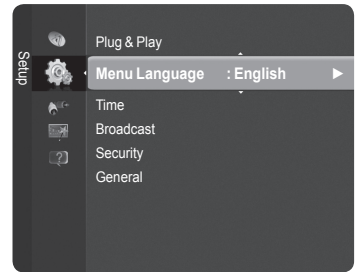 Setup
Plug & Play
Menu Language : English
Time
Broadcast
Security
General